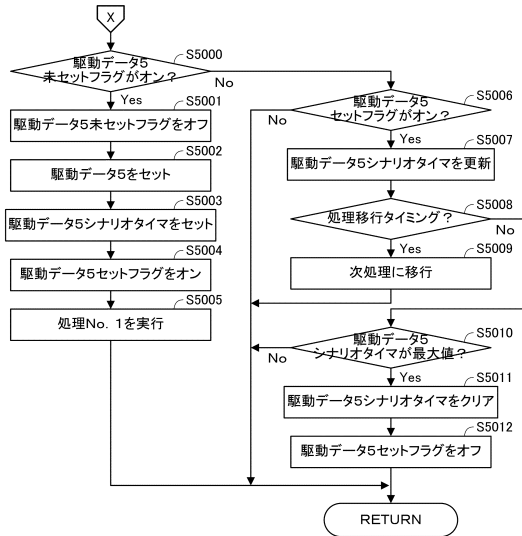 X
駆動データ5
未セットフラグがオン？
S5000
No
Yes
S5001
駆動データ5未セットフラグをオフ
S5002
駆動データ5をセット
S5003
駆動データ5シナリオタイマをセット
S5004
駆動データ5セットフラグをオン
S5005
処理No. 1を実行
駆動データ5
セットフラグがオン？
S5006
No
Yes
S5007
駆動データ5シナリオタイマを更新
S5008
処理移行タイミング？
No
Yes
S5009
次処理に移行
S5010
駆動データ5
シナリオタイマが最大値？
No
Yes
S5011
駆動データ5シナリオタイマをクリア
S5012
駆動データ5セットフラグをオフ
RETURN